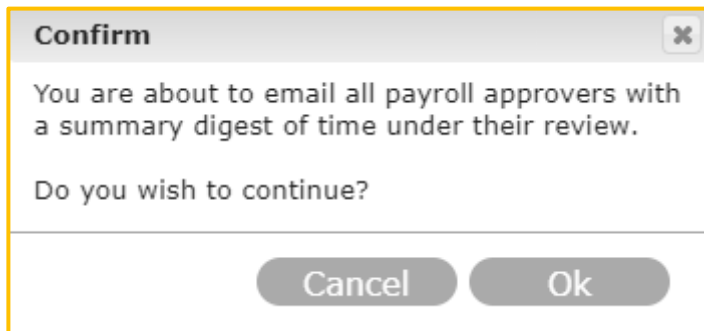 Confirm
You are about to email all payroll approvers with
a summary digest of time under their review.
Do you wish to continue?
Cancel Ok